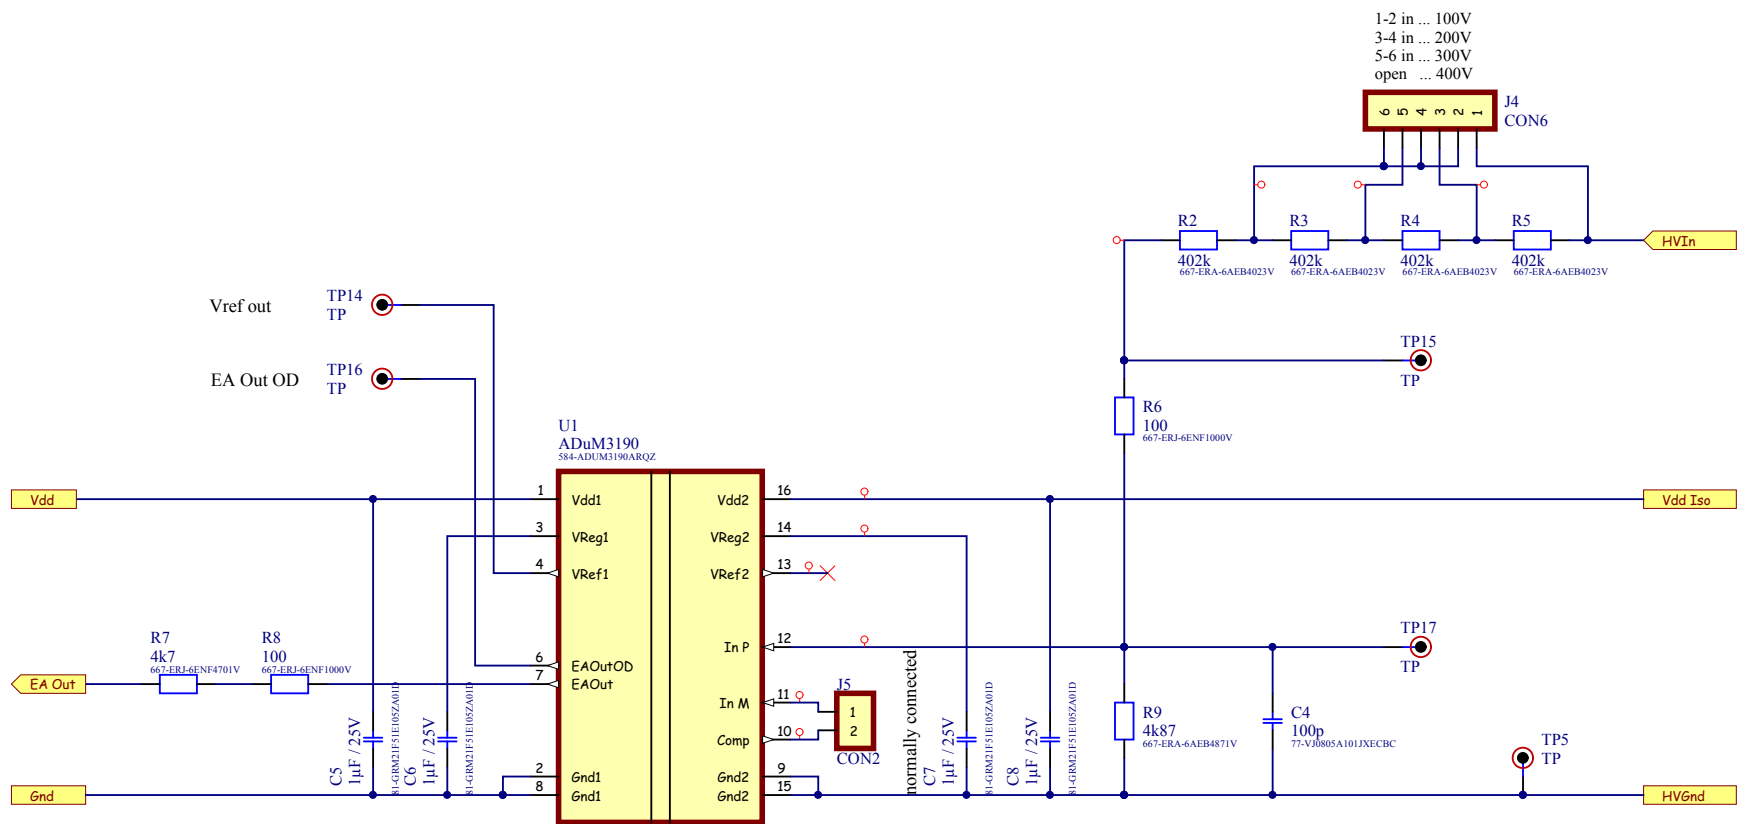 1-2 in ... 100V
3-4 in ... 200V
5-6 in ... 300V
open ... 400V
J4
CON6
6 5 4 3 2 1
R2
R3
R4
R5
402k
402k
402k
402k
667-ERA-6AEB4023V
667-ERA-6AEB4023V
667-ERA-6AEB4023V
667-ERA-6AEB4023V
HVIn
Vref out
TP14
TP
EA Out OD
TP16
TP
TP15
TP
R6
100
667-ERJ-6ENF1000V
U1
ADuM3190
584-ADUM3190ARQZ
Vdd
1
Vdd1
Vdd2
16
Vdd Iso
3
VReg1
VReg2
14
4
VRef1
VRef2
13
In P
12
TP17
TP
R7
4k7
667-ERJ-6ENF4701V
R8
100
667-ERJ-6ENF1000V
6
EAOutOD
7
EAOut
EA Out
In M
11
Comp
10
J5
1
2
CON2
normally connected
R9
4k87
667-ERA-6AEB4871V
C4
100p
77-VJ0805A101JXECBC
C5
1µF / 25V
81-GRM21F51E105ZA01D
C6
1µF / 25V
81-GRM21F51E105ZA01D
C7
1µF / 25V
81-GRM21F51E105ZA01D
C8
1µF / 25V
81-GRM21F51E105ZA01D
TP5
TP
2
Gnd1
Gnd2
9
Gnd
8
Gnd1
Gnd2
15
HVGnd